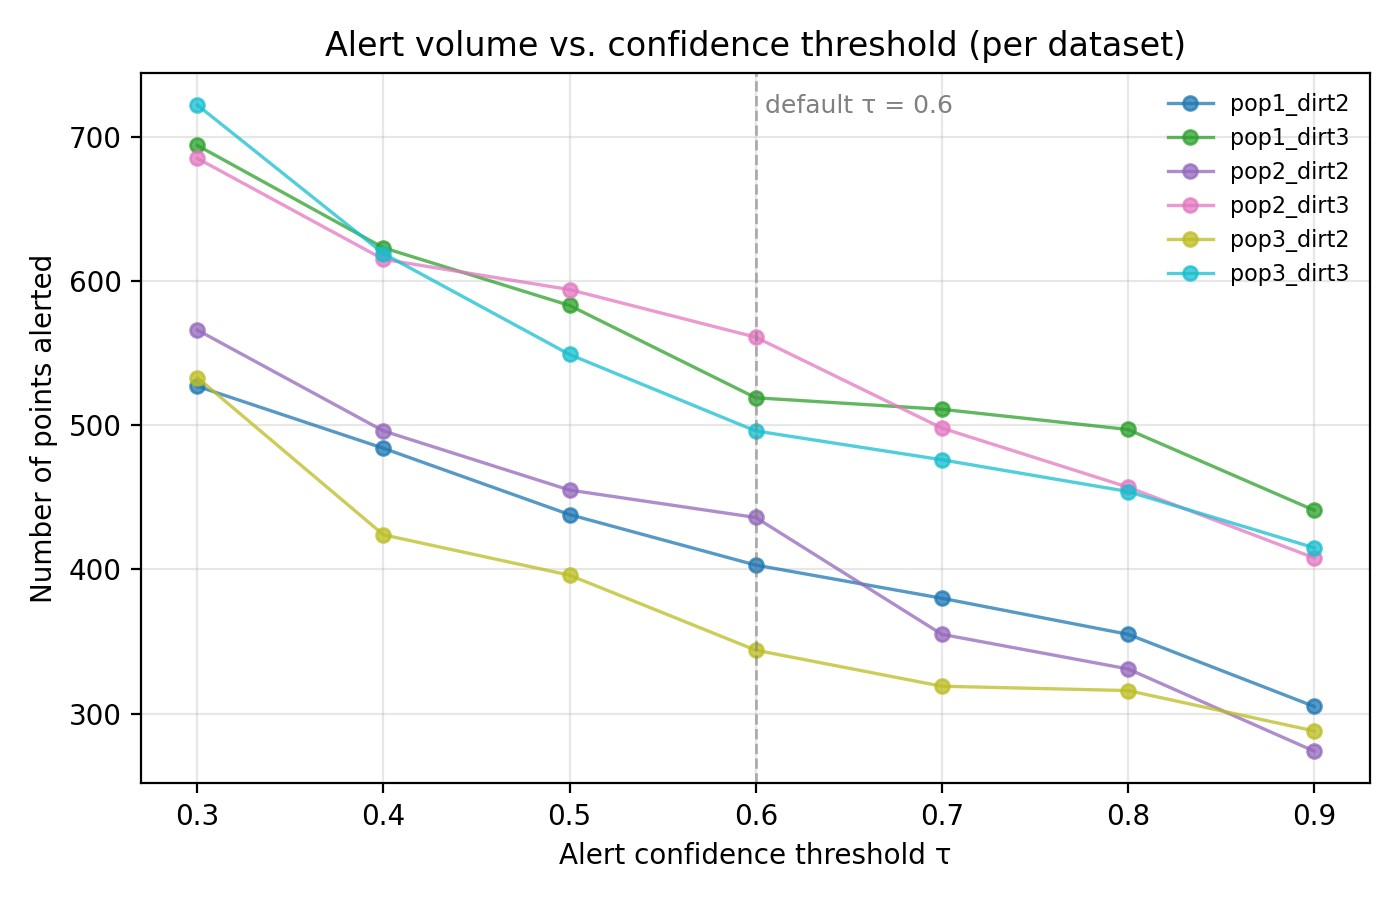 Alert volume vs. confidence threshold (per dataset)
default τ = 0.6
pop1_dirt2
pop1_dirt3
pop2_dirt2
pop2_dirt3
pop3_dirt2
pop3_dirt3
Number of points alerted
700
600
500
400
300
0.3 0.4 0.5 0.6 0.7 0.8 0.9
Alert confidence threshold τ